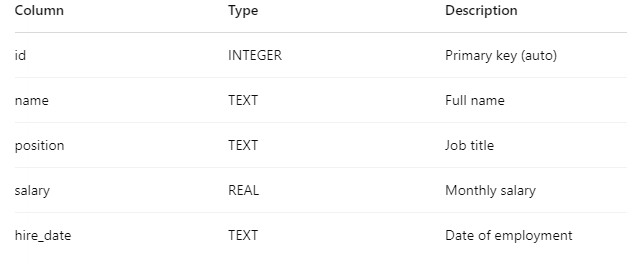 Column Type Description
id INTEGER Primary key (auto)
name TEXT Full name
position TEXT Job title
salary REAL Monthly salary
hire_date TEXT Date of employment